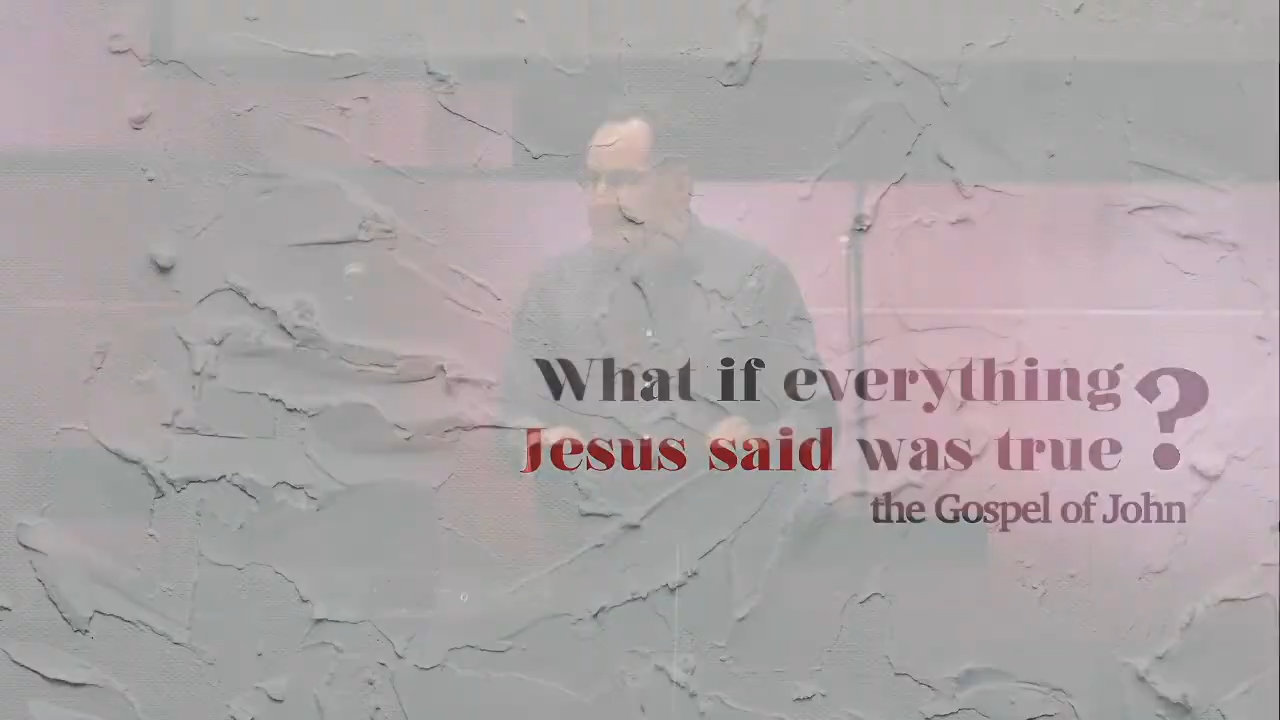 What if everything
Jesus said was true?
the Gospel of John